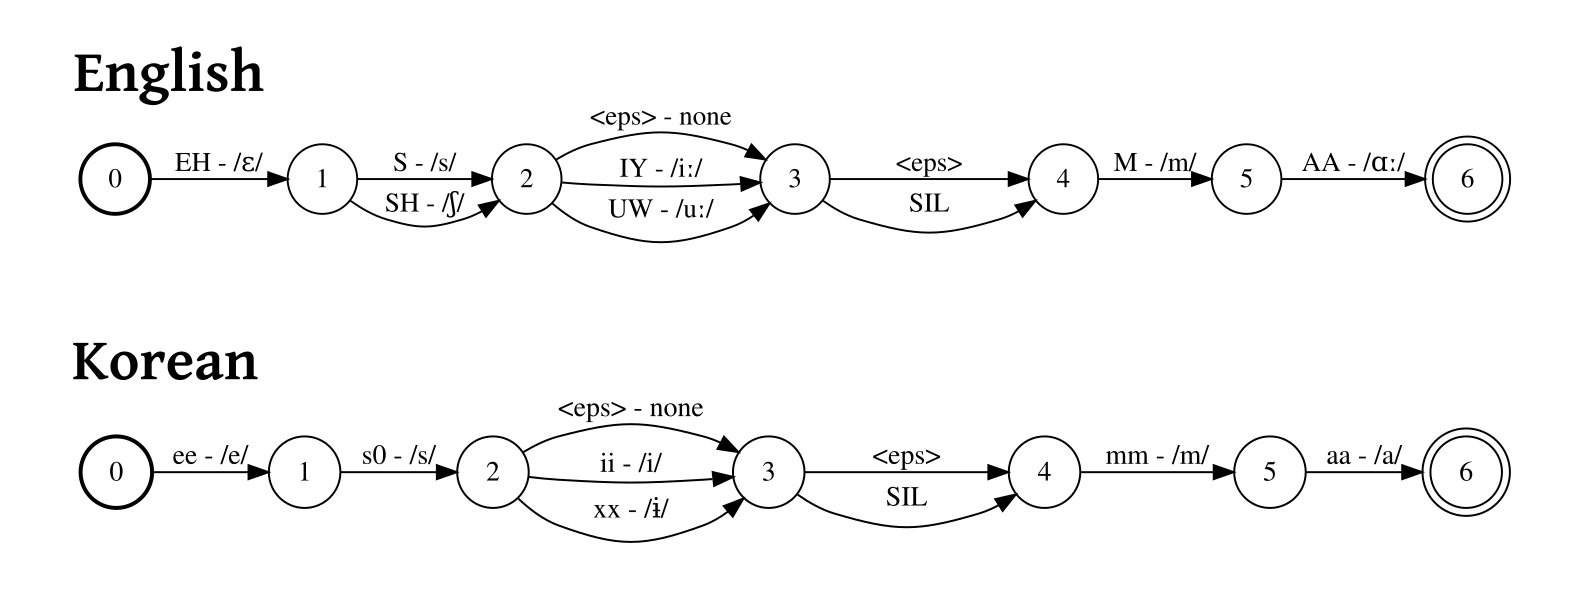 English
<eps> - none
0 EH - /ɛ/ 1 S - /s/ 2 IY - /iː/ 3 <eps> 4 M - /m/ 5 AA - /ɑː/ 6
SH - /ʃ/ UW - /uː/ SIL
Korean
<eps> - none
0 ee - /e/ 1 s0 - /s/ 2 ii - /i/ 3 <eps> 4 mm - /m/ 5 aa - /a/ 6
xx - /ɨ/ SIL